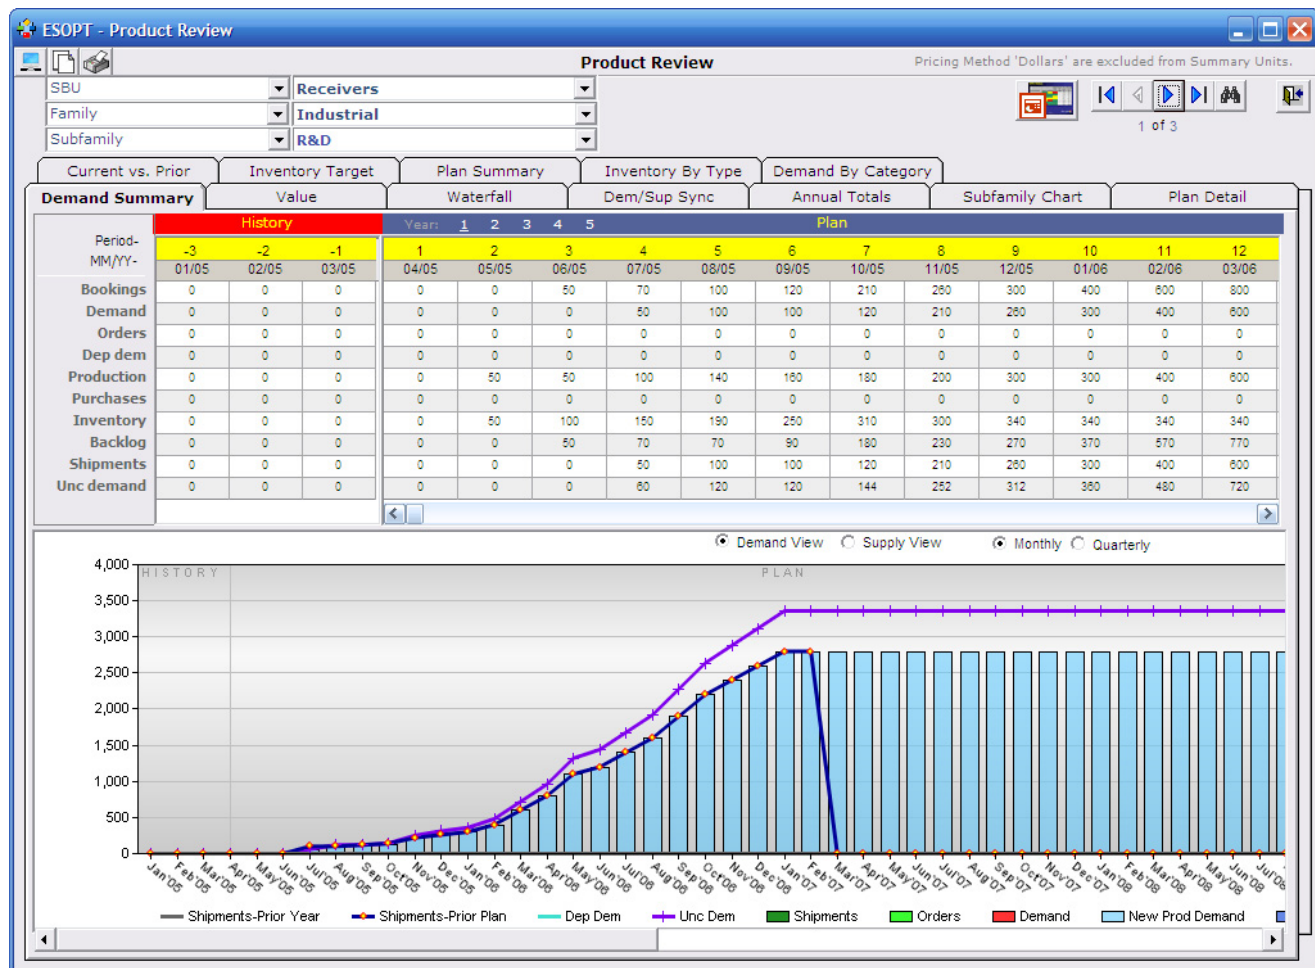 ESOPT - Product Review
Product Review
Pricing Method 'Dollars' are excluded from Summary Units.
SBU Receivers
Family Industrial
Subfamily R&D
1 of 3
Current vs. Prior Inventory Target Plan Summary Inventory By Type Demand By Category
Demand Summary Value Waterfall Dem/Sup Sync Annual Totals Subfamily Chart Plan Detail
History Year: 1 2 3 4 5 Plan
Period- -3 -2 -1 1 2 3 4 5 6 7 8 9 10 11 12
MM/YY- 01/05 02/05 03/05 04/05 05/05 06/05 07/05 08/05 09/05 10/05 11/05 12/05 01/06 02/06 03/06
Bookings 0 0 0 0 0 50 70 100 120 210 260 300 400 600 800
Demand 0 0 0 0 0 0 50 100 100 120 210 260 300 400 600
Orders 0 0 0 0 0 0 0 0 0 0 0 0 0 0 0
Dep dem 0 0 0 0 0 0 0 0 0 0 0 0 0 0 0
Production 0 0 0 0 50 50 100 140 160 180 200 300 300 400 600
Purchases 0 0 0 0 0 0 0 0 0 0 0 0 0 0 0
Inventory 0 0 0 0 50 100 150 190 250 310 300 340 340 340 340
Backlog 0 0 0 0 0 50 70 70 90 180 230 270 370 570 770
Shipments 0 0 0 0 0 0 50 100 100 120 210 260 300 400 600
Unc demand 0 0 0 0 0 0 60 120 120 144 252 312 360 480 720
Demand View Supply View Monthly Quarterly
HISTORY PLAN
4,000
3,500
3,000
2,500
2,000
1,500
1,000
500
0
Jan'05 Feb'05 Mar'05 Apr'05 May'05 Jun'05 Jul'05 Aug'05 Sep'05 Oct'05 Nov'05 Dec'05 Jan'06 Feb'06 Mar'06 Apr'06 May'06 Jun'06 Jul'06 Aug'06 Sep'06 Oct'06 Nov'06 Dec'06 Jan'07 Feb'07 Mar'07 Apr'07 May'07 Jun'07 Jul'07 Aug'07 Sep'07 Oct'07 Nov'07 Dec'07 Jan'08 Feb'08 Mar'08 Apr'08 May'08 Jun'08 Jul'08
Shipments-Prior Year Shipments-Prior Plan Dep Dem Unc Dem Shipments Orders Demand New Prod Demand